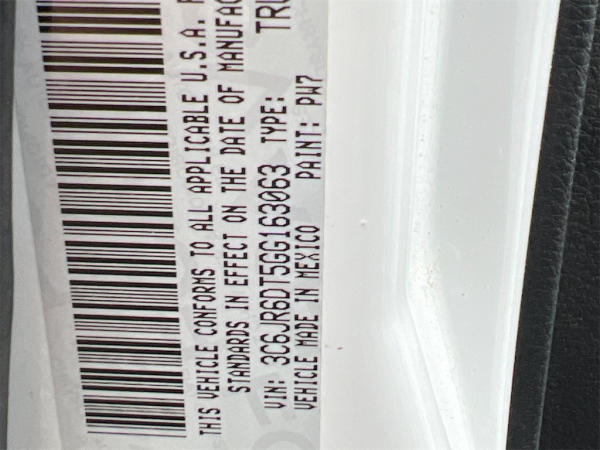 THIS VEHICLE CONFORMS TO ALL APPLICABLE U.S.A.
STANDARDS IN EFFECT ON THE DATE OF MANUFAC
VIN: 3C6JR6DT5GG163063 TYPE: TRU
VEHICLE MADE IN MEXICO PAINT: PW7